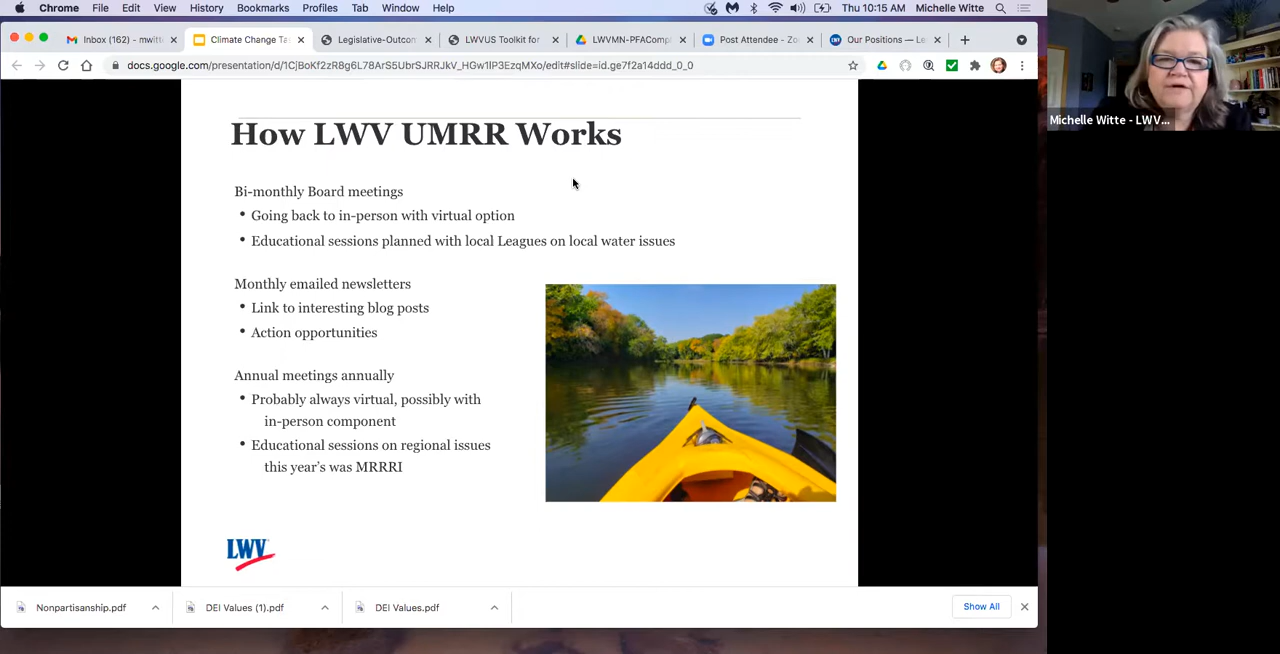 Chrome File Edit View History Bookmarks Profiles Tab Window Help Thu 10:15 AM Michelle Witte
Inbox (162) - mwitt Climate Change Ta Legislative-Outcon LWVUS Toolkit for LWVMN-PFAComp Post Attendee - Zo Our Positions — Le
docs.google.com/presentation/d/1CjBoKf2zR8g6L78ArS5UbrSJRRJkV_HGw1IP3EzqMXo/edit#slide=id.ge7f2a14ddd_0_0
Michelle Witte - LWV...
How LWV UMRR Works
Bi-monthly Board meetings
• Going back to in-person with virtual option
• Educational sessions planned with local Leagues on local water issues
Monthly emailed newsletters
• Link to interesting blog posts
• Action opportunities
Annual meetings annually
• Probably always virtual, possibly with
in-person component
• Educational sessions on regional issues
this year's was MRRRI
LWV
Nonpartisanship.pdf DEI Values (1).pdf DEI Values.pdf Show All